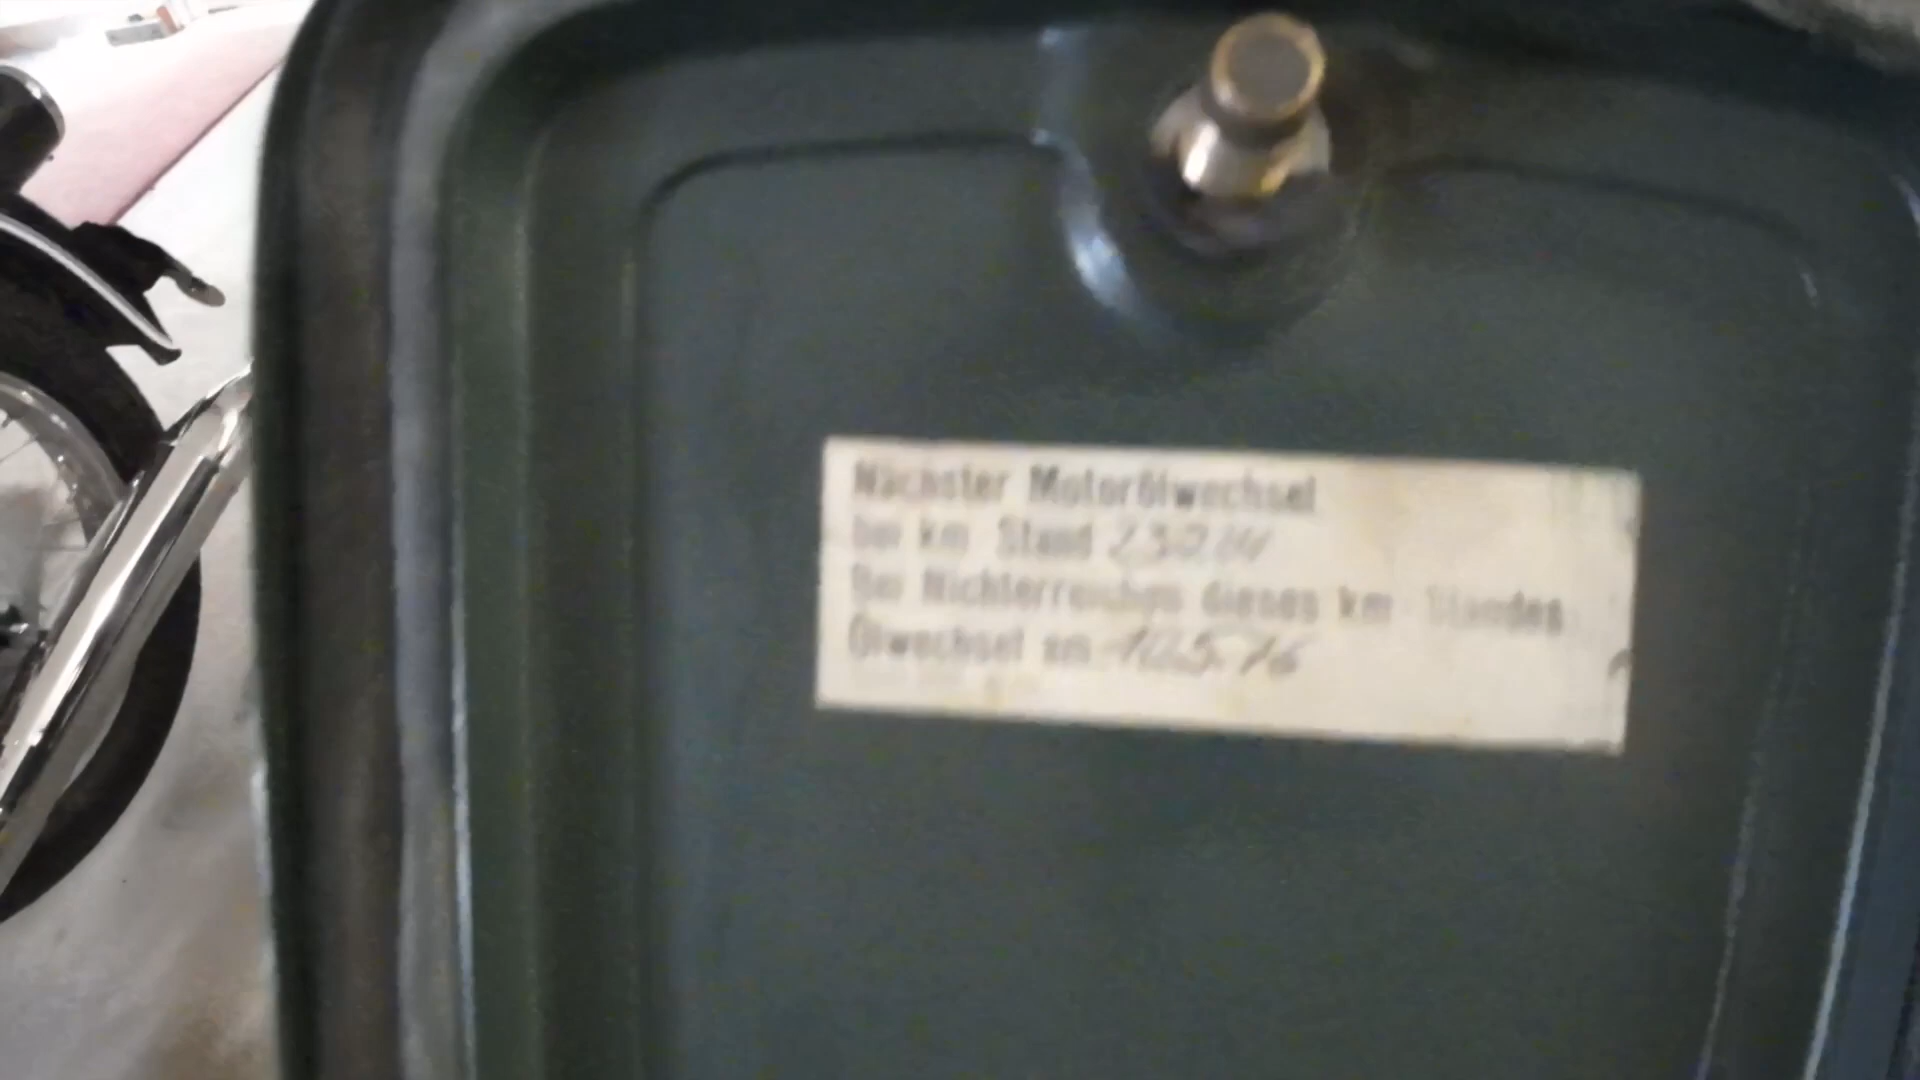 Nächster Motorölwechsel
bei km Stand
Bei Nichterreichen dieses km Standes
Ölwechsel am 10.5.76